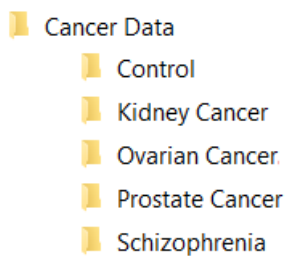 Cancer Data
Control
Kidney Cancer
Ovarian Cancer
Prostate Cancer
Schizophrenia